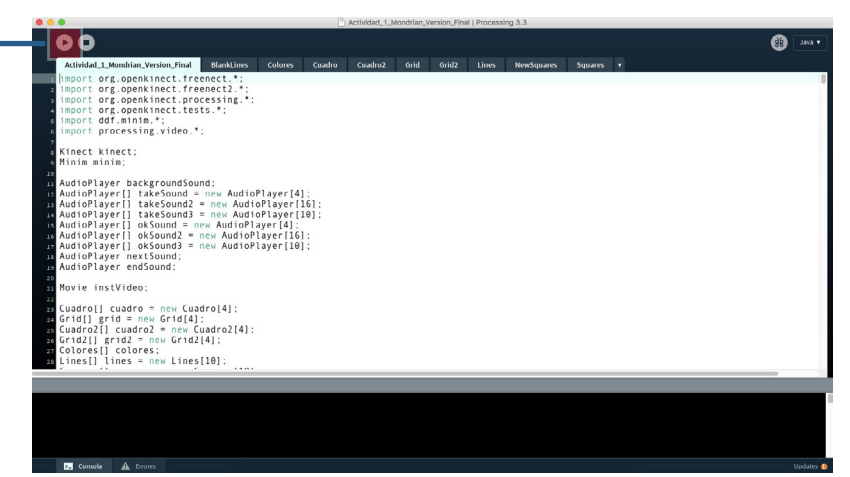 Actividad_1_Mondrian_Version_Final | Processing 3.3
Java ▼
Actividad_1_Mondrian_Version_Final BlankLines Colores Cuadro Cuadro2 Grid Grid2 Lines NewSquares Squares ▼
1 import org.openkinect.freenect.*;
2 import org.openkinect.freenect2.*;
3 import org.openkinect.processing.*;
4 import org.openkinect.tests.*;
5 import ddf.minim.*;
6 import processing.video.*;
7
8 Kinect kinect;
9 Minim minim;
10
11 AudioPlayer backgroundSound;
12 AudioPlayer[] takeSound = new AudioPlayer[4];
13 AudioPlayer[] takeSound2 = new AudioPlayer[16];
14 AudioPlayer[] takeSound3 = new AudioPlayer[10];
15 AudioPlayer[] okSound = new AudioPlayer[4];
16 AudioPlayer[] okSound2 = new AudioPlayer[16];
17 AudioPlayer[] okSound3 = new AudioPlayer[10];
18 AudioPlayer nextSound;
19 AudioPlayer endSound;
20
21 Movie instVideo;
22
23 Cuadro[] cuadro = new Cuadro[4];
24 Grid[] grid = new Grid[4];
25 Cuadro2[] cuadro2 = new Cuadro2[4];
26 Grid2[] grid2 = new Grid2[4];
27 Colores[] colores;
28 Lines[] lines = new Lines[10];
Consola Errores Updates